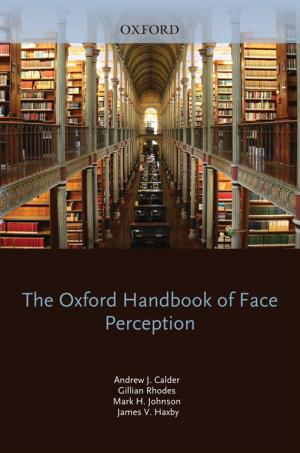 OXFORD
The Oxford Handbook of Face
Perception
Andrew J. Calder
Gillian Rhodes
Mark H. Johnson
James V. Haxby